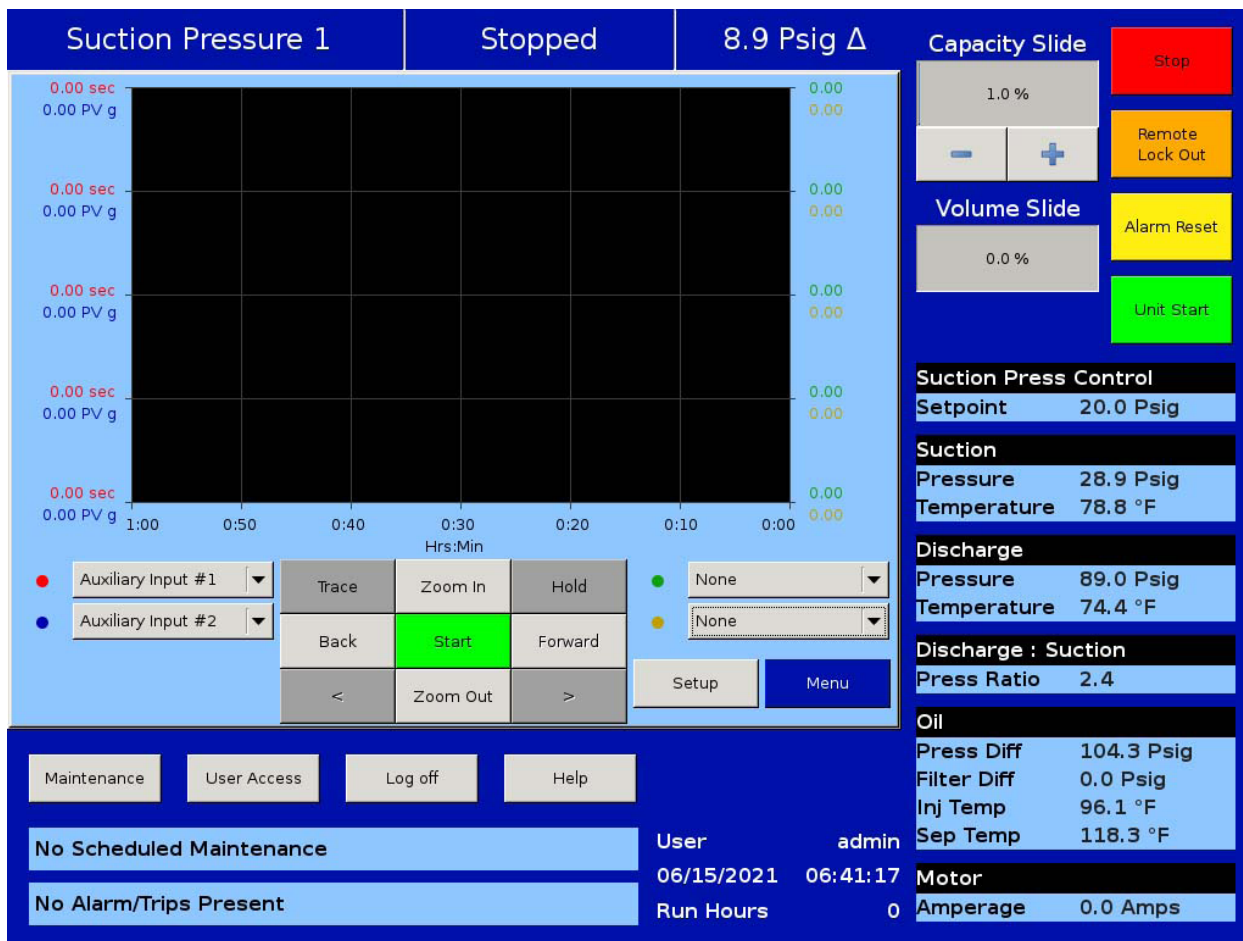 Suction Pressure 1
Stopped
8.9 Psig Δ
0.00 sec
0.00 PV g
0.00
0.00
0.00 sec
0.00 PV g
0.00
0.00
0.00 sec
0.00 PV g
0.00
0.00
0.00 sec
0.00 PV g
0.00
0.00
0.00 sec
0.00 PV g
0.00
0.00
1:00 0:50 0:40 0:30 0:20 0:10 0:00
Hrs:Min
Auxiliary Input #1
Auxiliary Input #2
Trace Zoom In Hold
Back Start Forward
< Zoom Out >
None
None
Setup Menu
Maintenance User Access Log off Help
No Scheduled Maintenance
No Alarm/Trips Present
User admin
06/15/2021 06:41:17
Run Hours 0
Capacity Slide
1.0 %
Volume Slide
0.0 %
Stop
Remote
Lock Out
Alarm Reset
Unit Start
Suction Press Control
Setpoint 20.0 Psig
Suction
Pressure 28.9 Psig
Temperature 78.8 °F
Discharge
Pressure 89.0 Psig
Temperature 74.4 °F
Discharge : Suction
Press Ratio 2.4
Oil
Press Diff 104.3 Psig
Filter Diff 0.0 Psig
Inj Temp 96.1 °F
Sep Temp 118.3 °F
Motor
Amperage 0.0 Amps